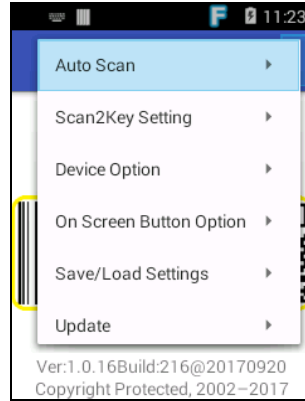 F 11:23
Auto Scan
Scan2Key Setting
Device Option
On Screen Button Option
Save/Load Settings
Update
Ver:1.0.16Build:216@20170920
Copyright Protected, 2002–2017